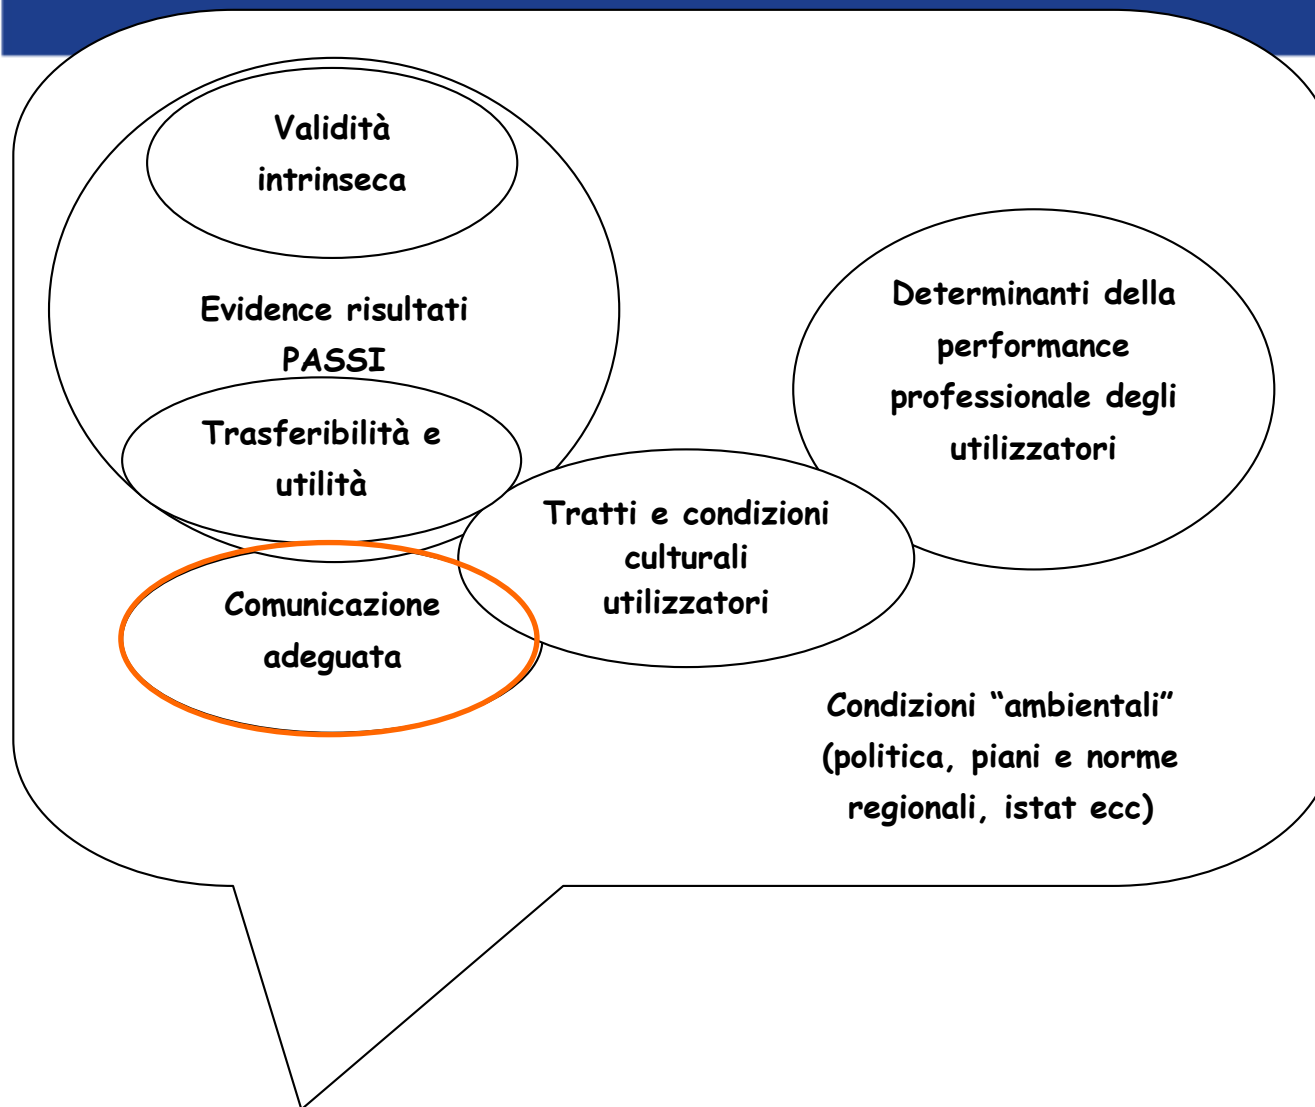 Validità
intrinseca
Evidence risultati
PASSI
Trasferibilità e
utilità
Comunicazione
adeguata
Tratti e condizioni
culturali
utilizzatori
Determinanti della
performance
professionale degli
utilizzatori
Condizioni “ambientali”
(politica, piani e norme
regionali, istat ecc)